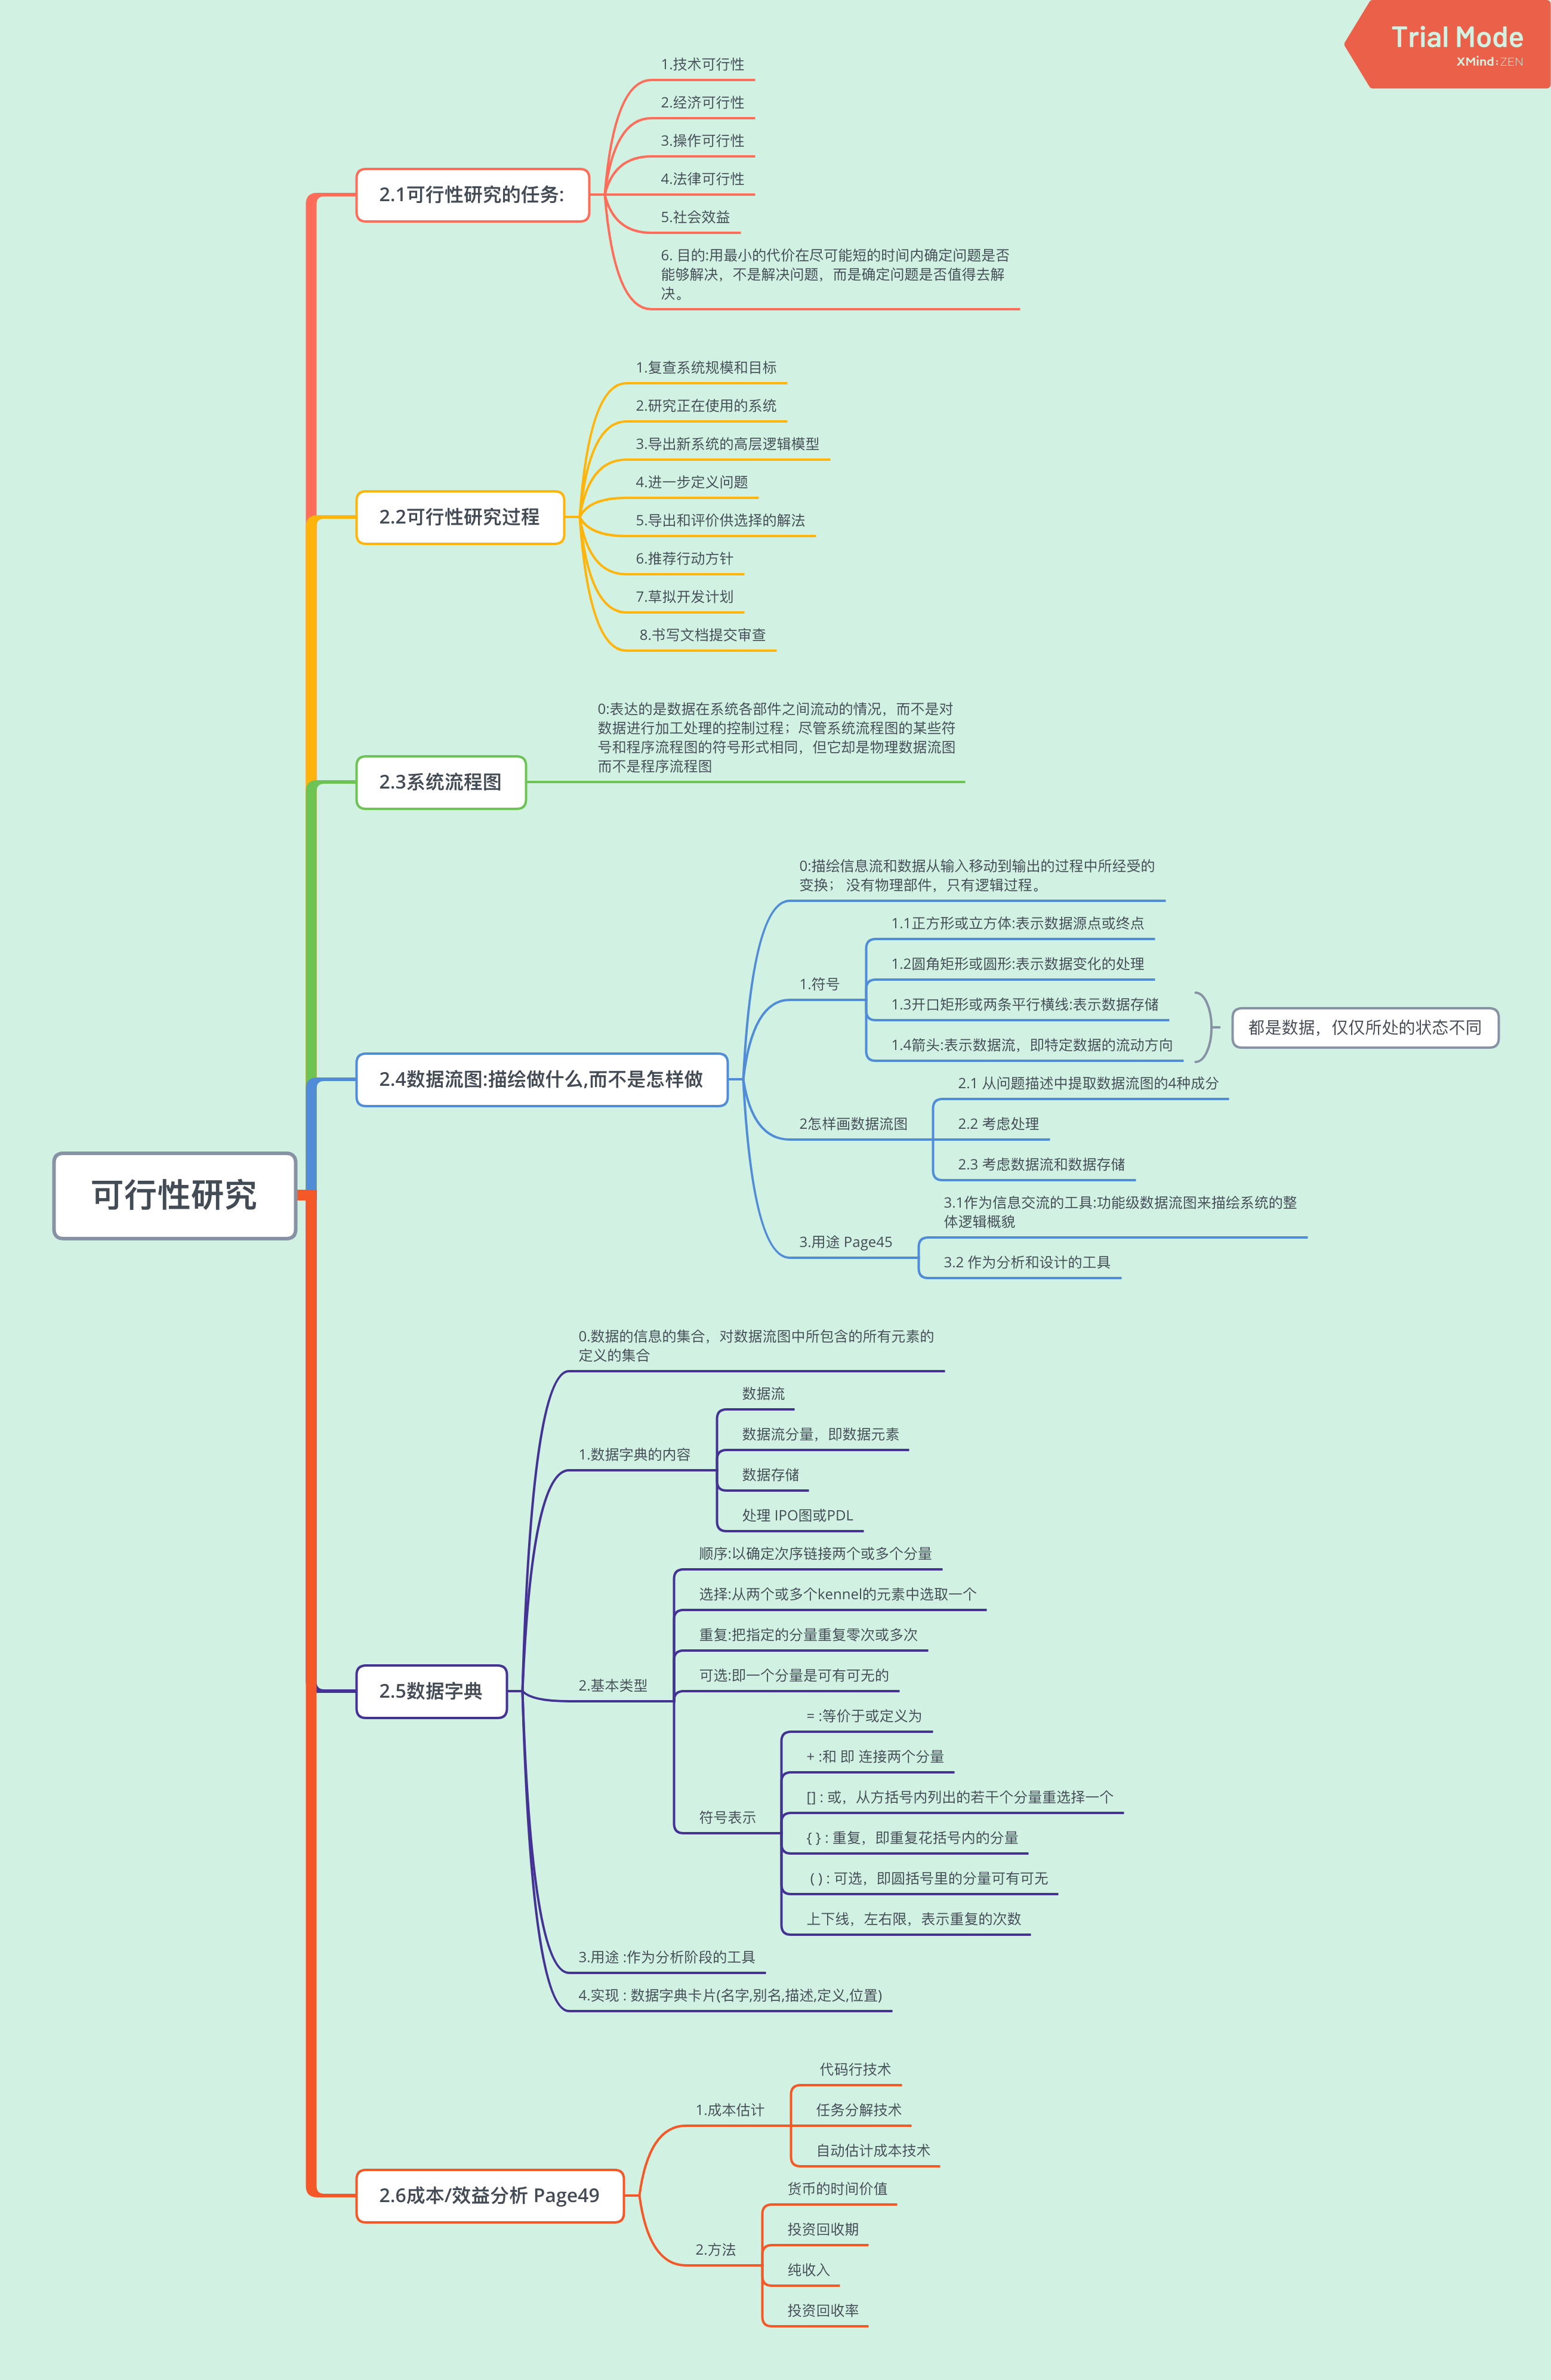 Trial Mode
XMind:ZEN
可行性研究
2.1可行性研究的任务:
1.技术可行性
2.经济可行性
3.操作可行性
4.法律可行性
5.社会效益
6. 目的:用最小的代价在尽可能短的时间内确定问题是否
能够解决，不是解决问题，而是确定问题是否值得去解
决。
2.2可行性研究过程
1.复查系统规模和目标
2.研究正在使用的系统
3.导出新系统的高层逻辑模型
4.进一步定义问题
5.导出和评价供选择的解法
6.推荐行动方针
7.草拟开发计划
8.书写文档提交审查
2.3系统流程图
0:表达的是数据在系统各部件之间流动的情况，而不是对
数据进行加工处理的控制过程；尽管系统流程图的某些符
号和程序流程图的符号形式相同，但它却是物理数据流图
而不是程序流程图
2.4数据流图:描绘做什么,而不是怎样做
0:描绘信息流和数据从输入移动到输出的过程中所经受的
变换； 没有物理部件，只有逻辑过程。
1.符号
1.1正方形或立方体:表示数据源点或终点
1.2圆角矩形或圆形:表示数据变化的处理
1.3开口矩形或两条平行横线:表示数据存储
1.4箭头:表示数据流，即特定数据的流动方向
都是数据，仅仅所处的状态不同
2怎样画数据流图
2.1 从问题描述中提取数据流图的4种成分
2.2 考虑处理
2.3 考虑数据流和数据存储
3.用途 Page45
3.1作为信息交流的工具:功能级数据流图来描绘系统的整
体逻辑概貌
3.2 作为分析和设计的工具
2.5数据字典
0.数据的信息的集合，对数据流图中所包含的所有元素的
定义的集合
1.数据字典的内容
数据流
数据流分量，即数据元素
数据存储
处理 IPO图或PDL
2.基本类型
顺序:以确定次序链接两个或多个分量
选择:从两个或多个kennel的元素中选取一个
重复:把指定的分量重复零次或多次
可选:即一个分量是可有可无的
符号表示
= :等价于或定义为
+ :和 即 连接两个分量
[] : 或，从方括号内列出的若干个分量重选择一个
{ } : 重复，即重复花括号内的分量
( ) : 可选，即圆括号里的分量可有可无
上下线，左右限，表示重复的次数
3.用途 :作为分析阶段的工具
4.实现 : 数据字典卡片(名字,别名,描述,定义,位置)
2.6成本/效益分析 Page49
1.成本估计
代码行技术
任务分解技术
自动估计成本技术
2.方法
货币的时间价值
投资回收期
纯收入
投资回收率